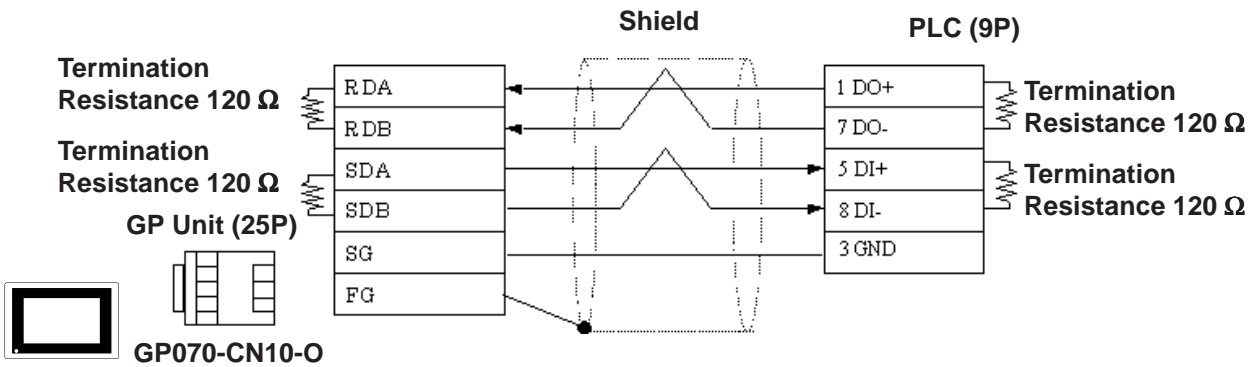 Shield
PLC (9P)
Termination
Resistance 120 Ω
RDA
1 DO+
Termination
Resistance 120 Ω
RDB
7 DO-
Termination
Resistance 120 Ω
SDA
5 DI+
Termination
Resistance 120 Ω
SDB
8 DI-
GP Unit (25P)
SG
3 GND
FG
GP070-CN10-O